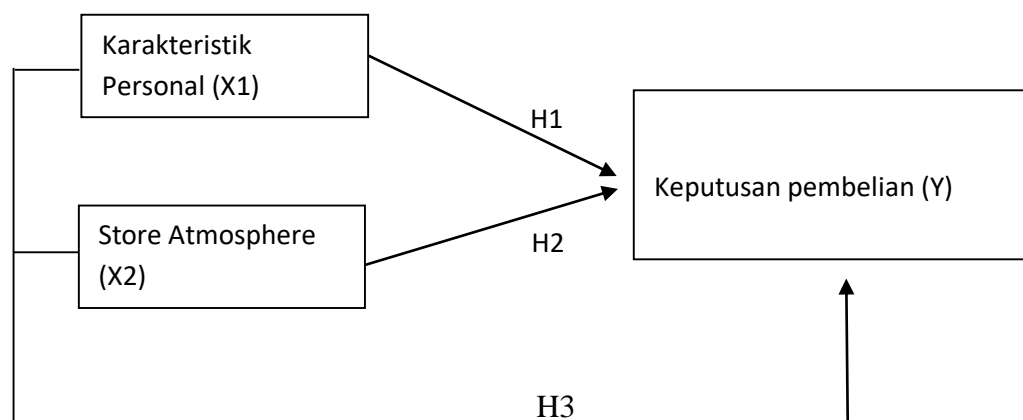 Karakteristik
Personal (X1)
H1
Keputusan pembelian (Y)
Store Atmosphere
(X2)
H2
H3